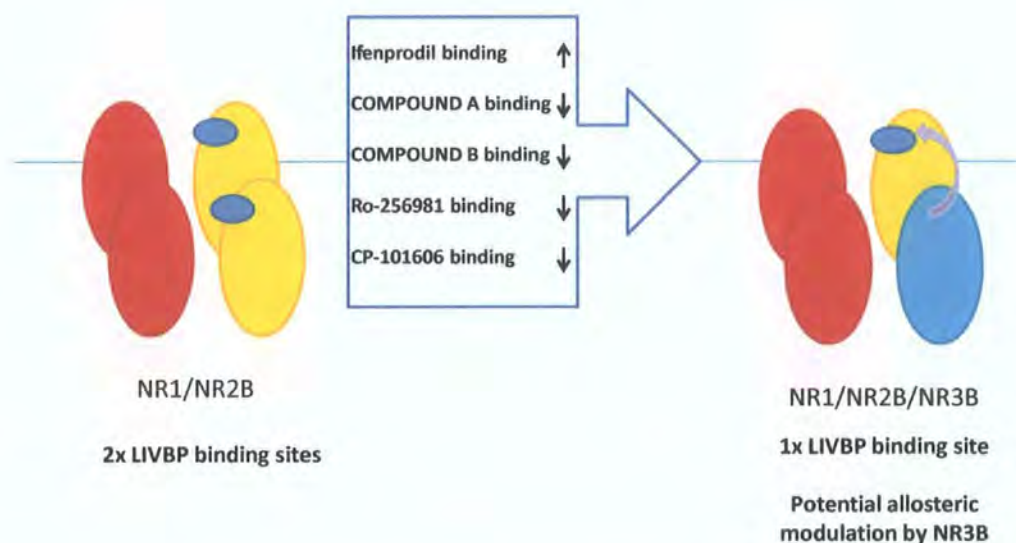 Ifenprodil binding ↑
COMPOUND A binding ↓
COMPOUND B binding ↓
Ro-256981 binding ↓
CP-101606 binding ↓
NR1/NR2B
2x LIVBP binding sites
NR1/NR2B/NR3B
1x LIVBP binding site
Potential allosteric
modulation by NR3B